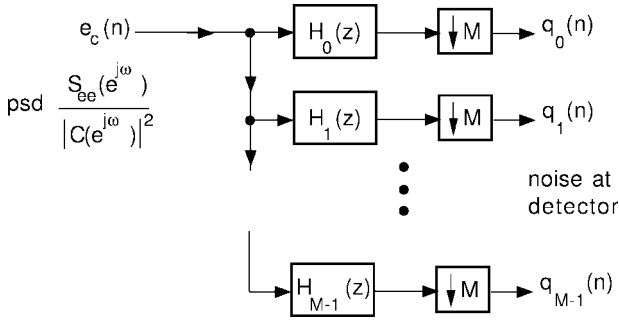 e_c(n)
H_0(z)
↓ M
q_0(n)
psd S_ee(e^jω) / |C(e^jω)|^2
H_1(z)
↓ M
q_1(n)
noise at
detector
H_M-1(z)
↓ M
q_M-1(n)